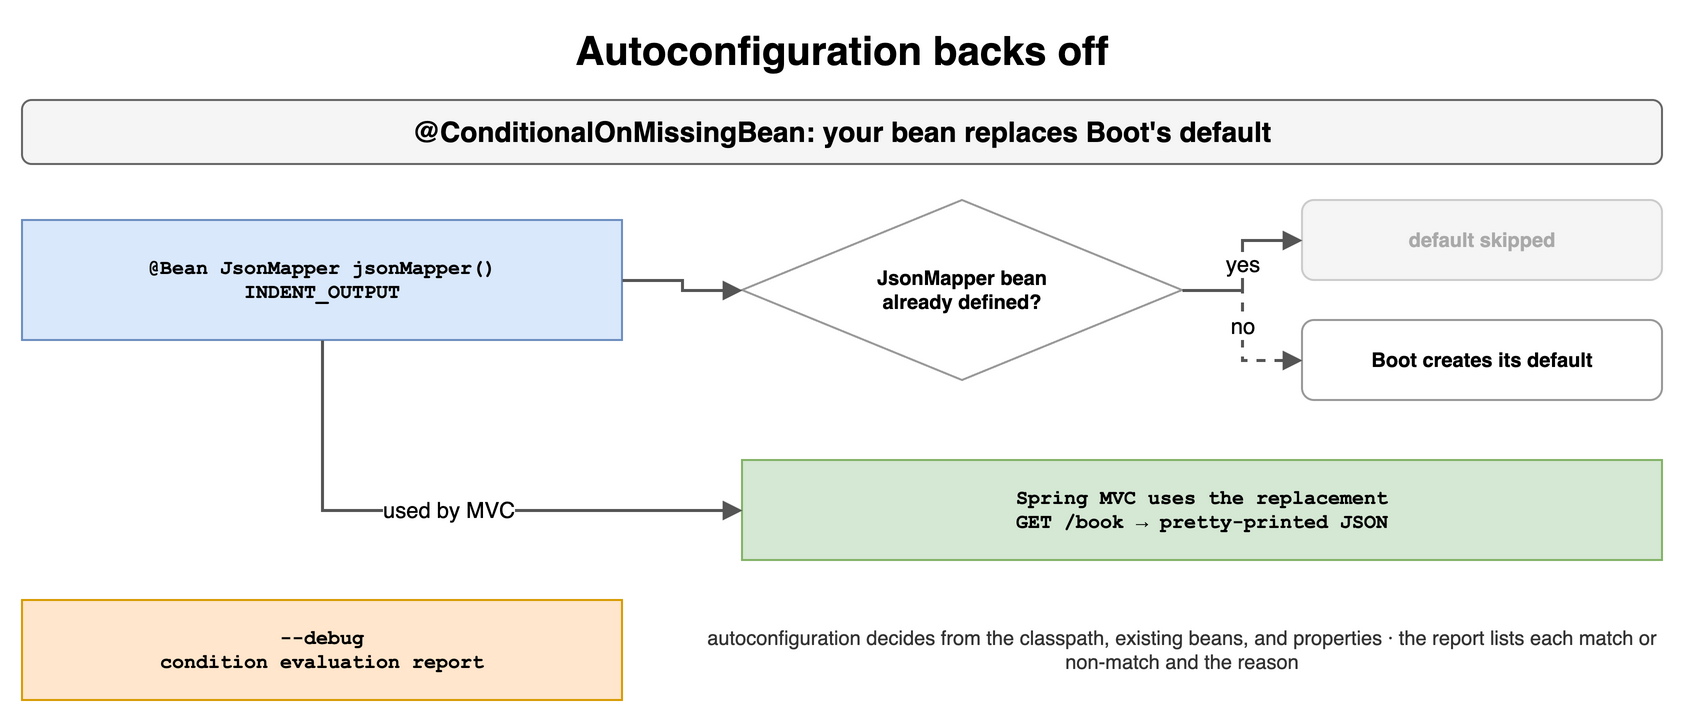 Autoconfiguration backs off
@ConditionalOnMissingBean: your bean replaces Boot's default
@Bean JsonMapper jsonMapper()
INDENT_OUTPUT
JsonMapper bean
already defined?
yes
default skipped
no
Boot creates its default
used by MVC
Spring MVC uses the replacement
GET /book → pretty-printed JSON
--debug
condition evaluation report
autoconfiguration decides from the classpath, existing beans, and properties · the report lists each match or
non-match and the reason